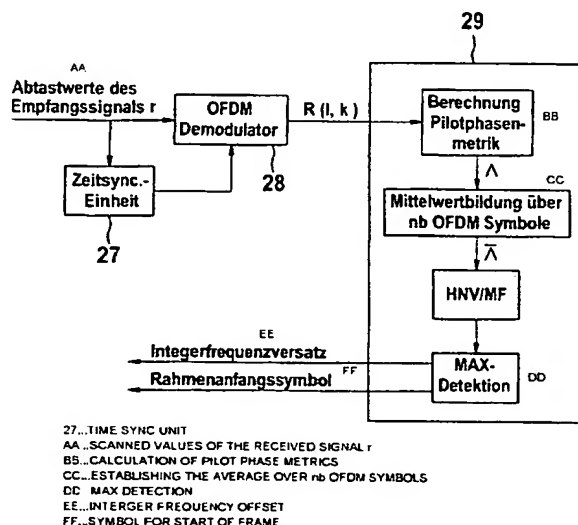 29
AA
Abtastwerte des
Empfangssignals r
OFDM
Demodulator
R (l, k )
28
Zeitsync.-
Einheit
27
Berechnung
Pilotphasen-
metrik
BB
Λ
CC
Mittelwertbildung über
nb OFDM Symbole
Λ̅
HNV/MF
EE
Integerfrequenzversatz
FF
Rahmenanfangssymbol
MAX-
Detektion
DD
27...TIME SYNC UNIT
AA...SCANNED VALUES OF THE RECEIVED SIGNAL r
BB...CALCULATION OF PILOT PHASE METRICS
CC...ESTABLISHING THE AVERAGE OVER nb OFDM SYMBOLS
DD...MAX DETECTION
EE...INTERGER FREQUENCY OFFSET
FF...SYMBOL FOR START OF FRAME